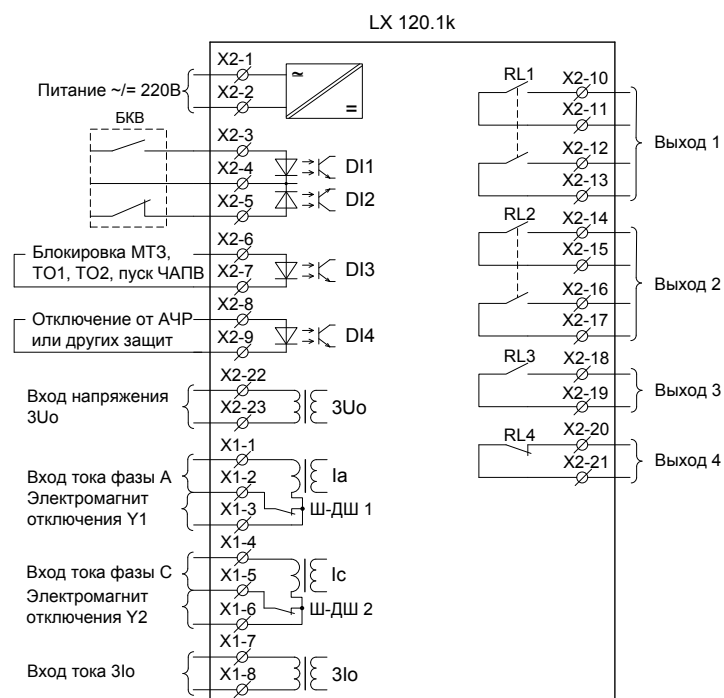 LX 120.1k
Питание ~/= 220В
X2-1
X2-2
~
=
БКВ
X2-3
X2-4
X2-5
DI1
DI2
Блокировка МТЗ,
ТО1, ТО2, пуск ЧАПВ
X2-6
X2-7
DI3
Отключение от АЧР
или других защит
X2-8
X2-9
DI4
Вход напряжения
3Uo
X2-22
X2-23
3Uo
Вход тока фазы А
Электромагнит
отключения Y1
X1-1
X1-2
X1-3
Ia
Ш-ДШ 1
Вход тока фазы С
Электромагнит
отключения Y2
X1-4
X1-5
X1-6
Ic
Ш-ДШ 2
Вход тока 3Io
X1-7
X1-8
3Io
RL1
X2-10
X2-11
X2-12
X2-13
Выход 1
RL2
X2-14
X2-15
X2-16
X2-17
Выход 2
RL3
X2-18
X2-19
Выход 3
RL4
X2-20
X2-21
Выход 4